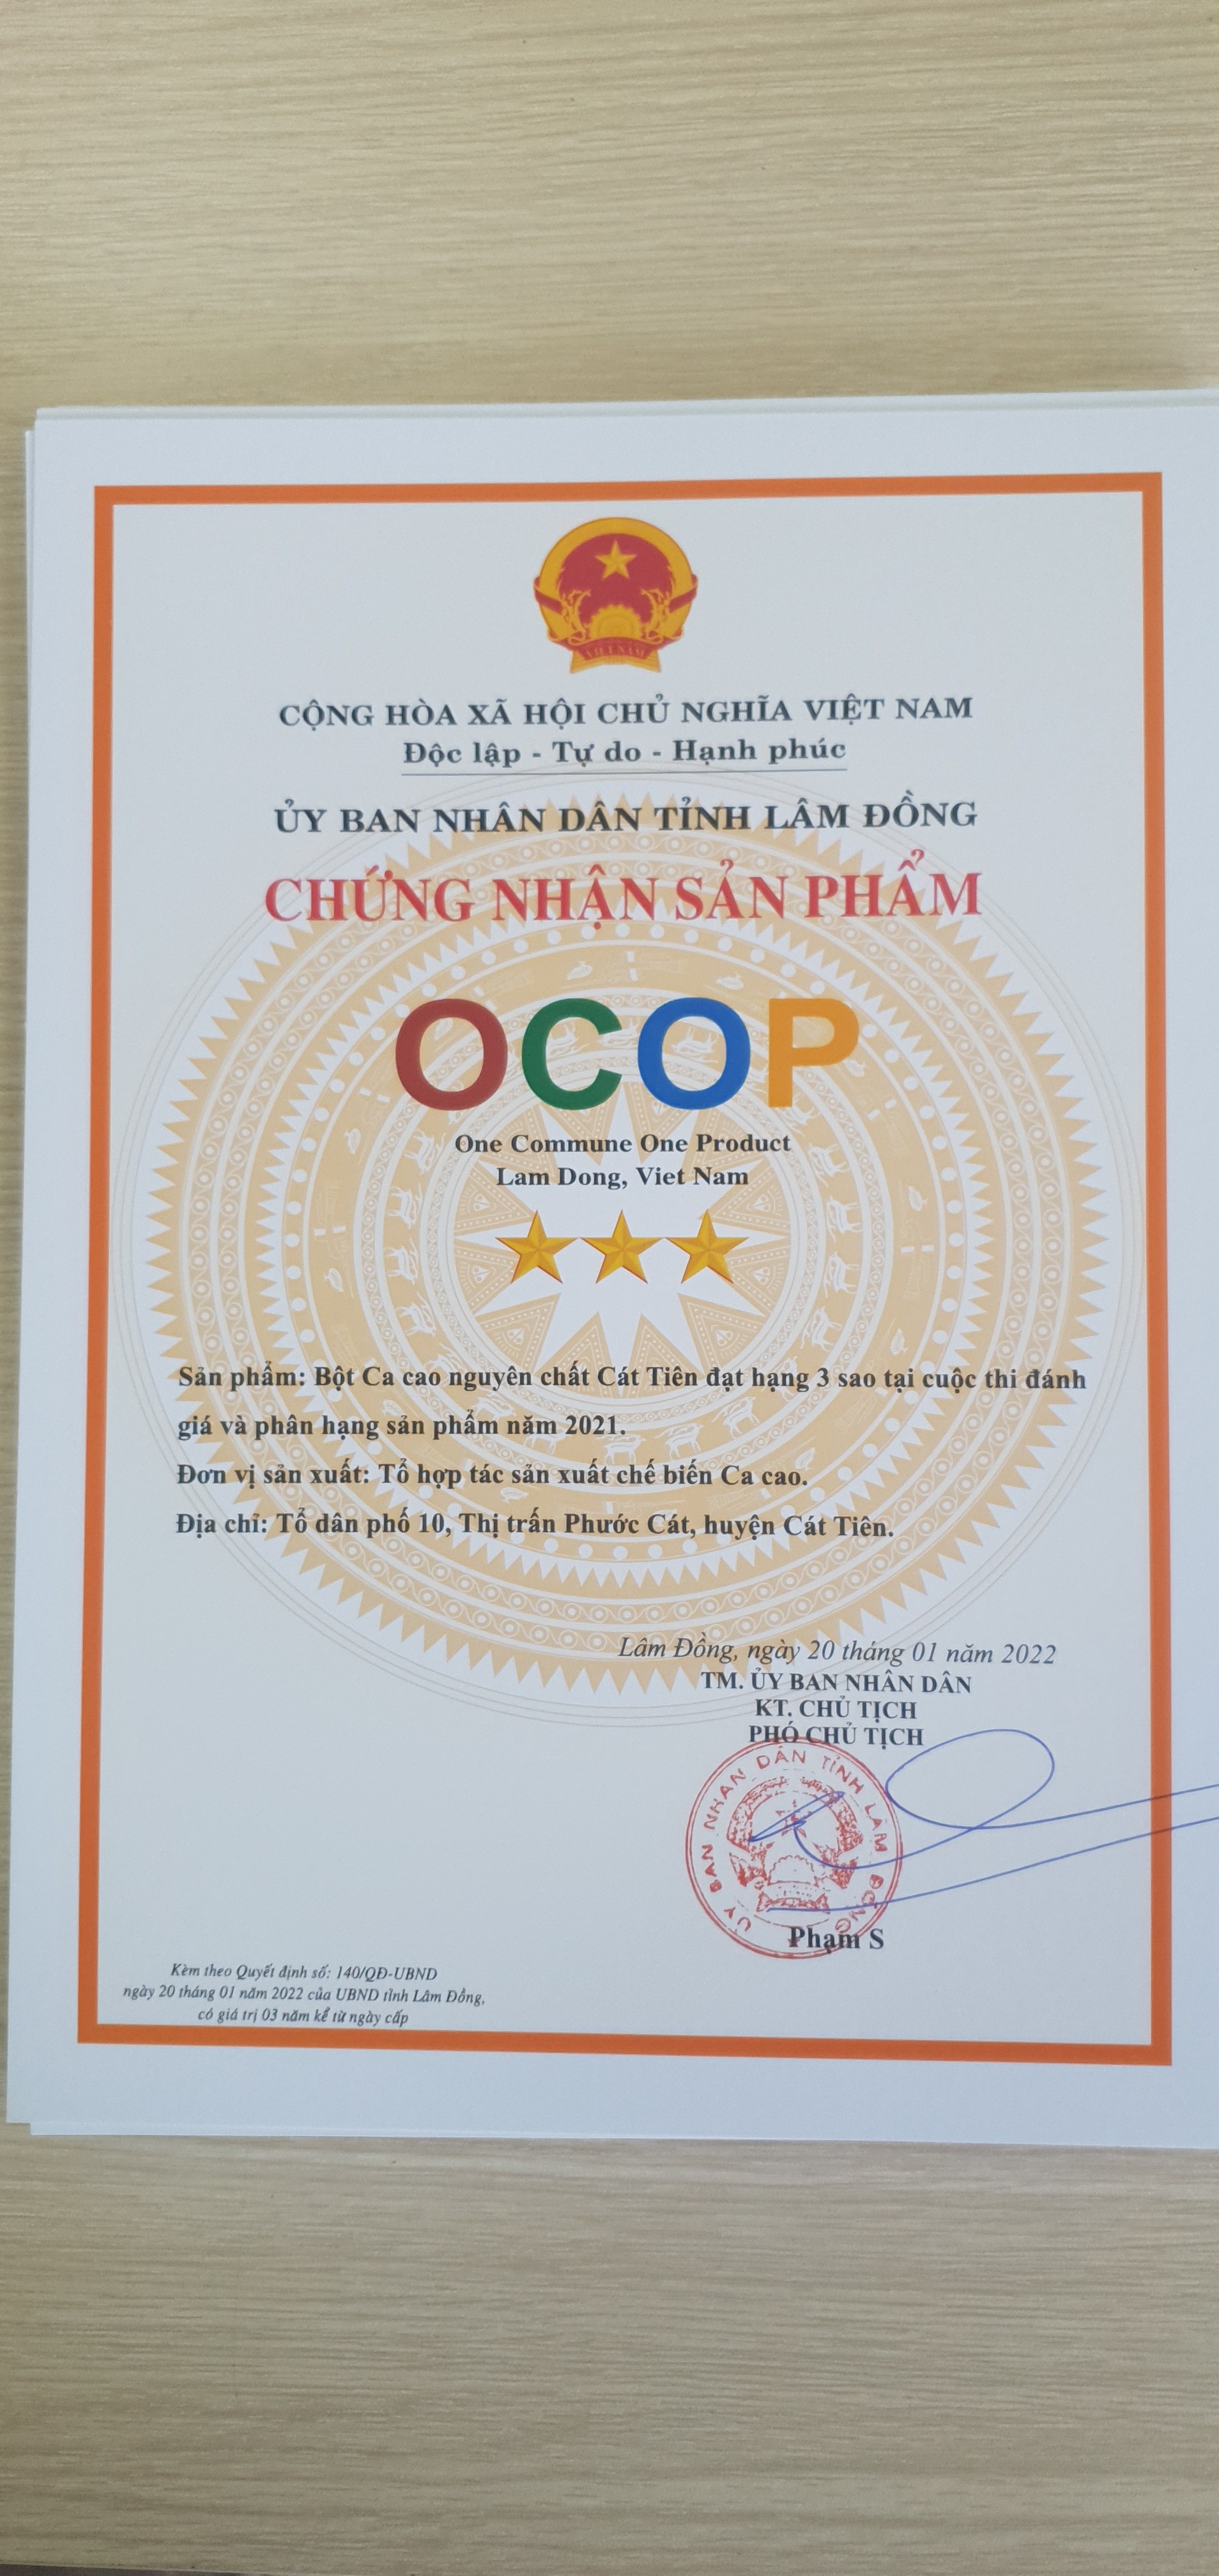 VIỆT NAM
CỘNG HÒA XÃ HỘI CHỦ NGHĨA VIỆT NAM
Độc lập - Tự do - Hạnh phúc
ỦY BAN NHÂN DÂN TỈNH LÂM ĐỒNG
CHỨNG NHẬN SẢN PHẨM
OCOP
One Commune One Product
Lam Dong, Viet Nam
Sản phẩm: Bột Ca cao nguyên chất Cát Tiên đạt hạng 3 sao tại cuộc thi đánh
giá và phân hạng sản phẩm năm 2021.
Đơn vị sản xuất: Tổ hợp tác sản xuất chế biến Ca cao.
Địa chỉ: Tổ dân phố 10, Thị trấn Phước Cát, huyện Cát Tiên.
Lâm Đồng, ngày 20 tháng 01 năm 2022
TM. ỦY BAN NHÂN DÂN
KT. CHỦ TỊCH
PHÓ CHỦ TỊCH
ỦY BAN NHÂN DÂN TỈNH LÂM ĐỒNG
Phạm S
Kèm theo Quyết định số: 140/QĐ-UBND
ngày 20 tháng 01 năm 2022 của UBND tỉnh Lâm Đồng,
có giá trị 03 năm kể từ ngày cấp